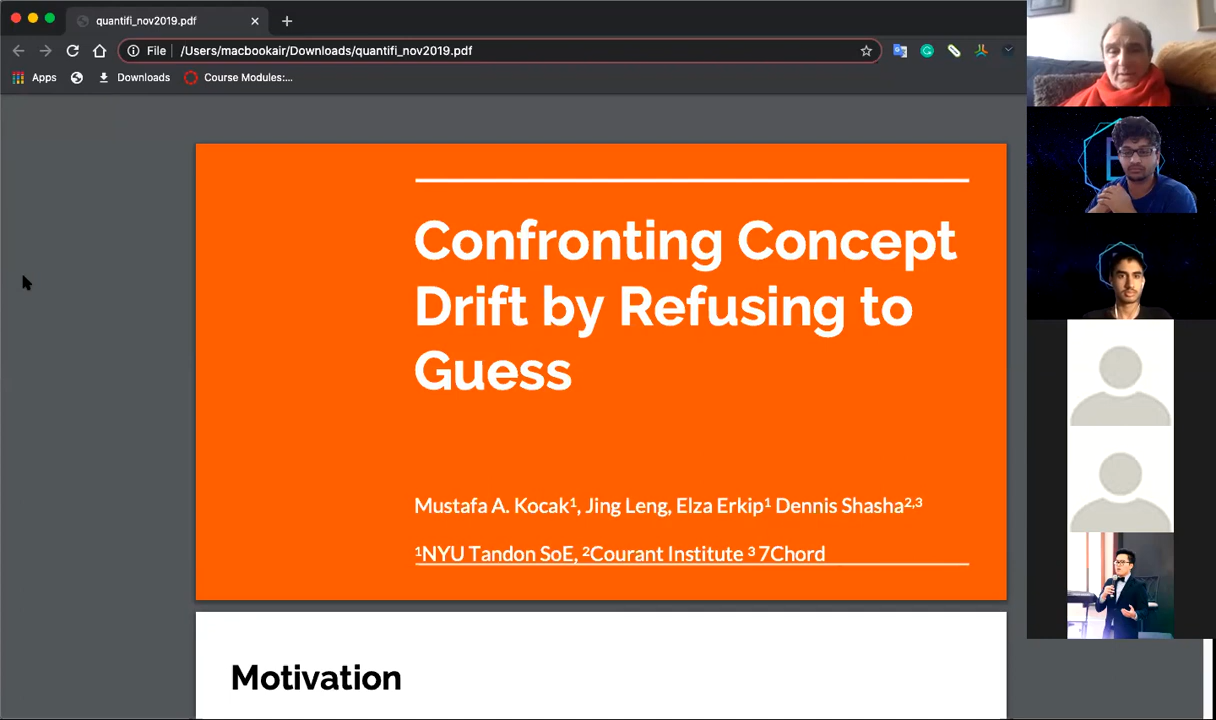 quantifi_nov2019.pdf
File /Users/macbookair/Downloads/quantifi_nov2019.pdf
Apps Downloads Course Modules:...
Confronting Concept
Drift by Refusing to
Guess
Mustafa A. Kocak¹, Jing Leng, Elza Erkip¹ Dennis Shasha²,³
¹NYU Tandon SoE, ²Courant Institute ³ 7Chord
Motivation